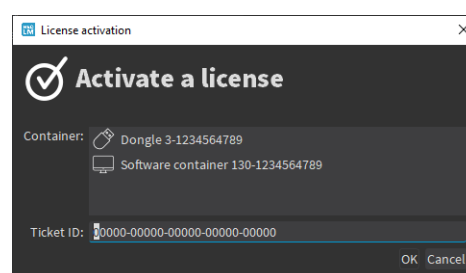 License activation
Activate a license
Container:
Dongle 3-1234564789
Software container 130-1234564789
Ticket ID: 00000-00000-00000-00000-00000
OK Cancel